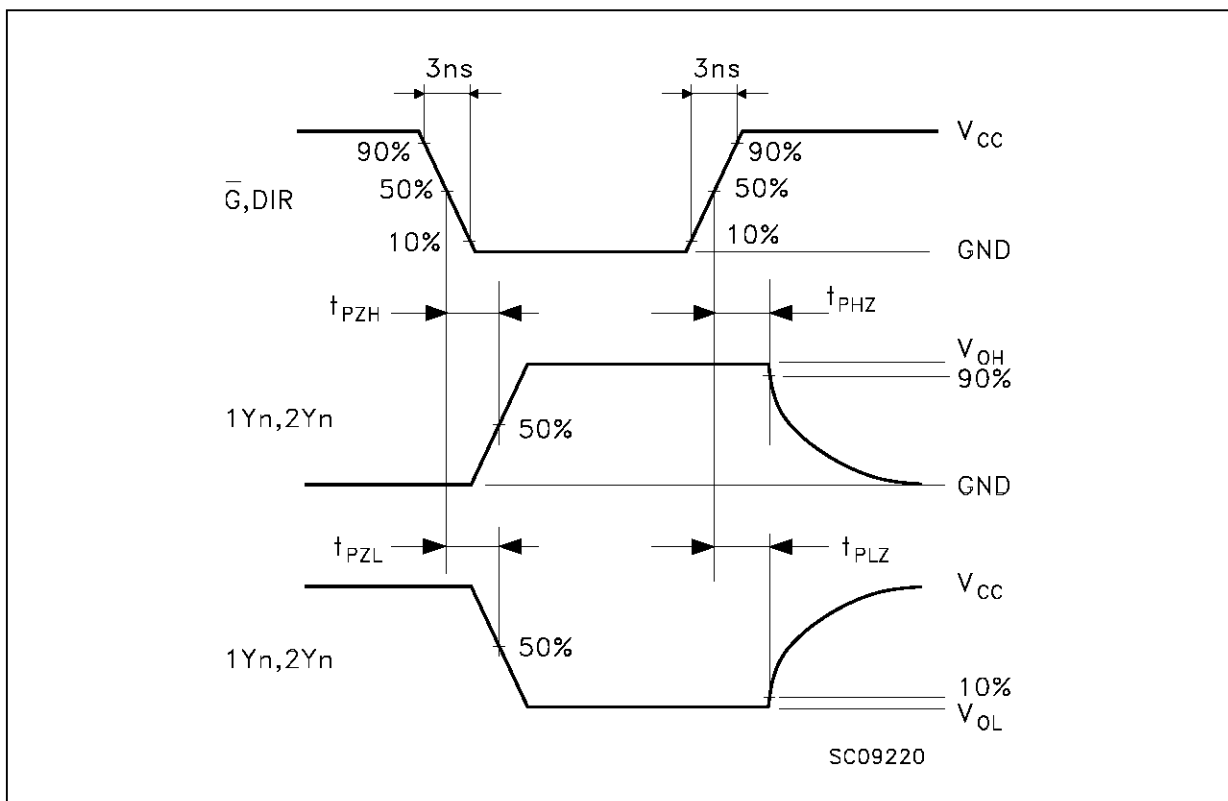 3ns 3ns
V_CC
90% 90%
G̅,DIR 50% 50%
10% 10%
GND
t_PZH t_PHZ
V_OH
90%
1Yn,2Yn 50%
GND
t_PZL t_PLZ
V_CC
1Yn,2Yn 50%
10%
V_OL
SC09220